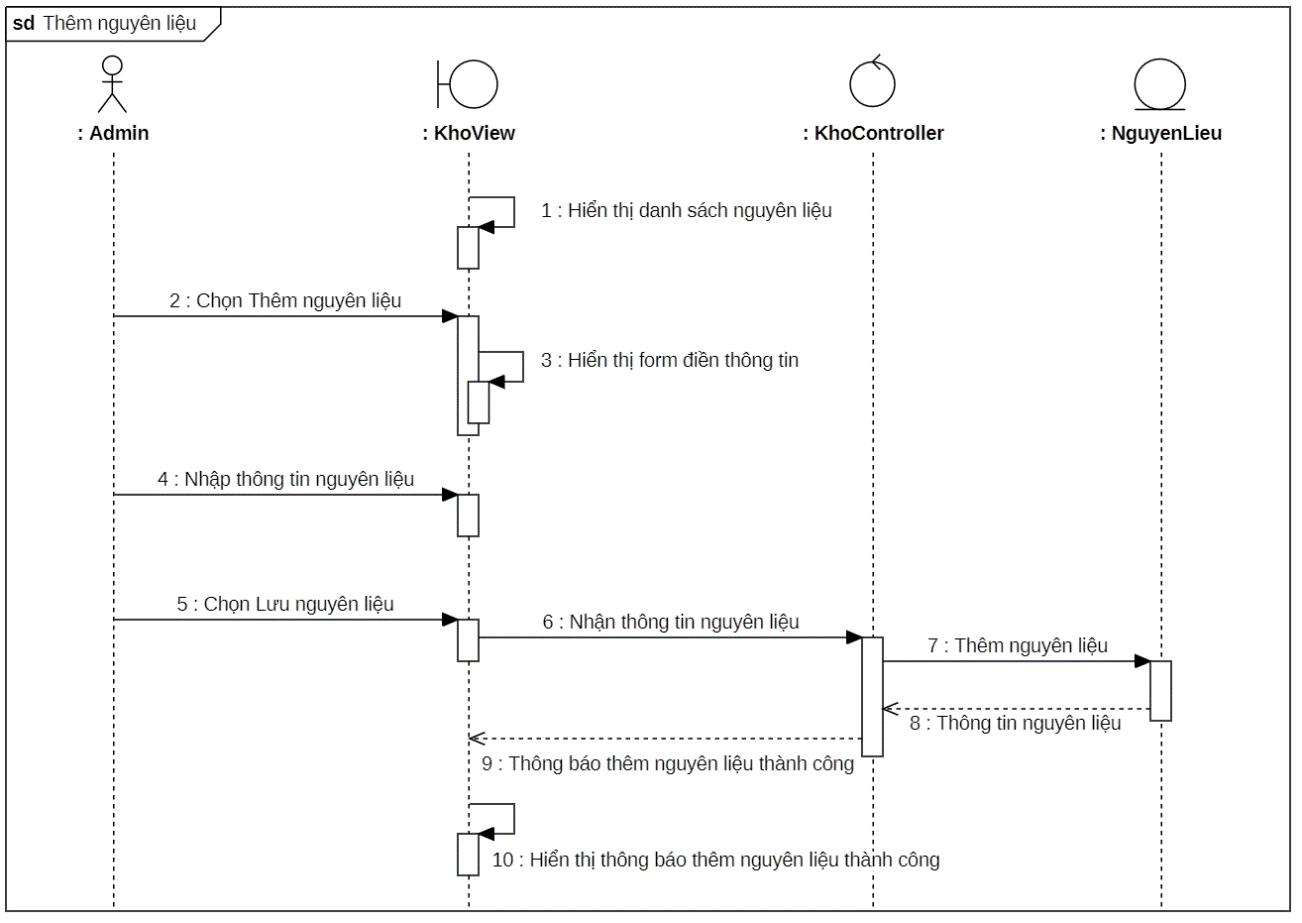 sd Thêm nguyên liệu
: Admin
: KhoView
: KhoController
: NguyenLieu
1 : Hiển thị danh sách nguyên liệu
2 : Chọn Thêm nguyên liệu
3 : Hiển thị form điền thông tin
4 : Nhập thông tin nguyên liệu
5 : Chọn Lưu nguyên liệu
6 : Nhận thông tin nguyên liệu
7 : Thêm nguyên liệu
8 : Thông tin nguyên liệu
9 : Thông báo thêm nguyên liệu thành công
10 : Hiển thị thông báo thêm nguyên liệu thành công